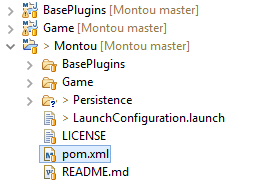 BasePlugins [Montou master]
Game [Montou master]
> Montou [Montou master]
BasePlugins
Game
> Persistence
> LaunchConfiguration.launch
LICENSE
pom.xml
README.md